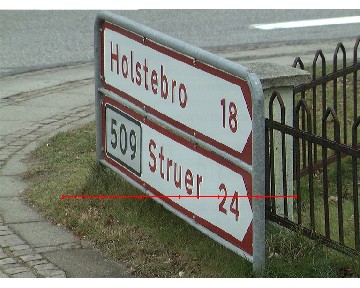 Holstebro 18
509 Struer 24